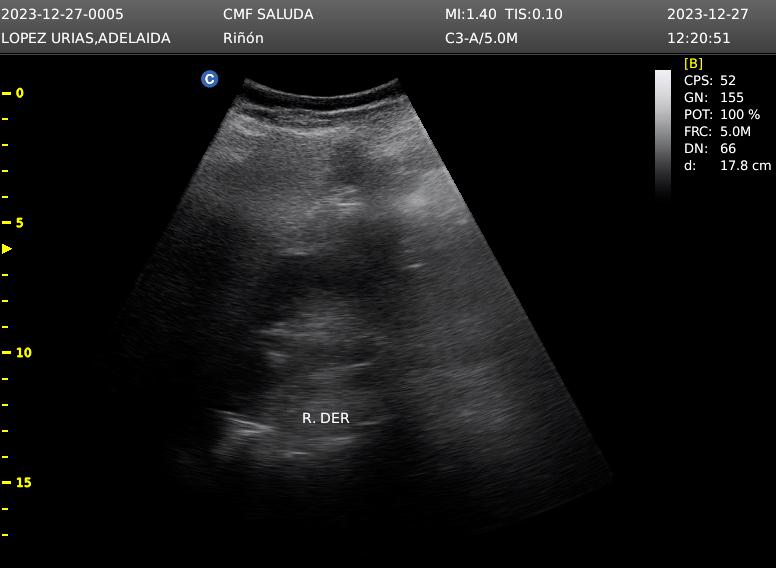 2023-12-27-0005 CMF SALUDA MI:1.40 TIS:0.10 2023-12-27
LOPEZ URIAS,ADELAIDA Riñón C3-A/5.0M 12:20:51
[B]
C
0
CPS: 52
GN: 155
POT: 100 %
FRC: 5.0M
DN: 66
d: 17.8 cm
5
10
R. DER
15